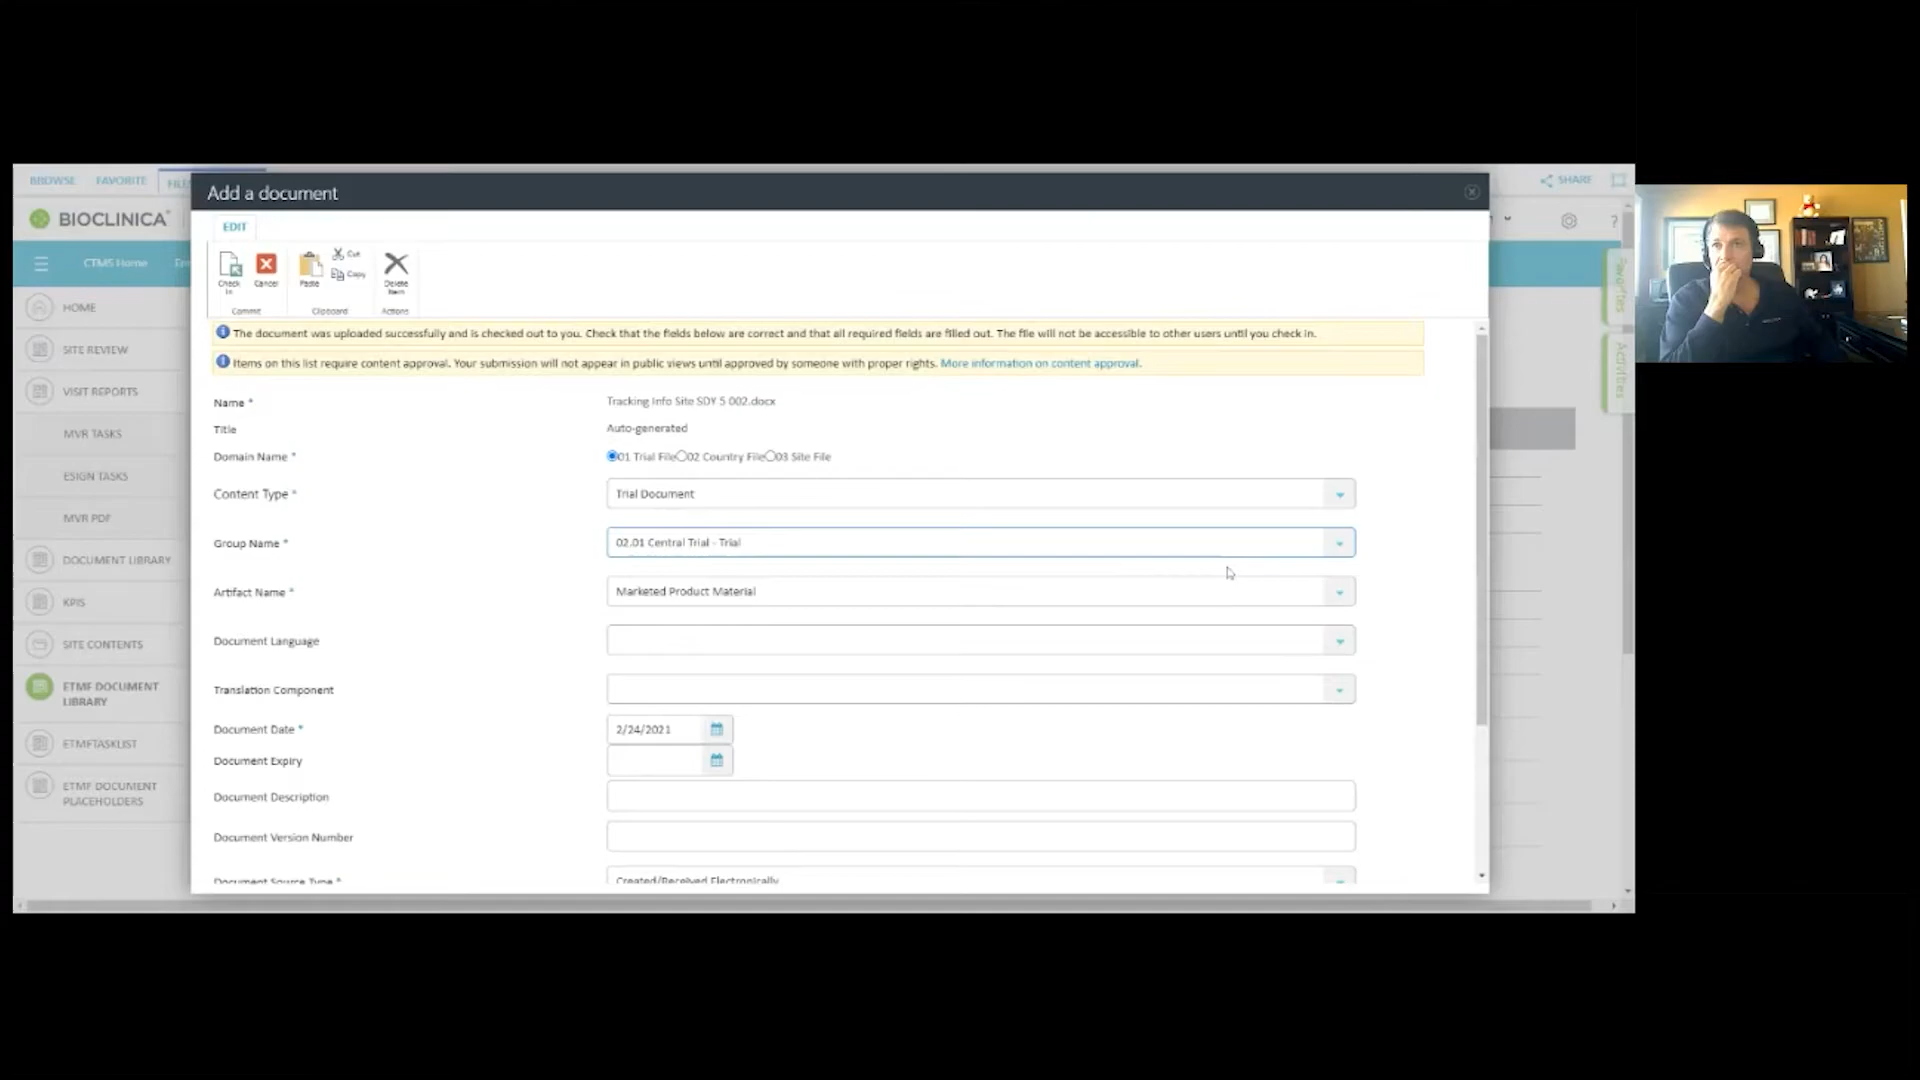 BROWSE FAVORITE
SHARE
Add a document
BIOCLINICA
EDIT
CTMS Home
Check In
Cancel
Paste
Cut
Copy
Delete Item
Commit
Clipboard
Actions
Favorites
Activities
HOME
SITE REVIEW
VISIT REPORTS
MVR TASKS
ESIGN TASKS
MVR PDF
DOCUMENT LIBRARY
KPIS
SITE CONTENTS
ETMF DOCUMENT
LIBRARY
ETMFTASKLIST
ETMF DOCUMENT
PLACEHOLDERS
The document was uploaded successfully and is checked out to you. Check that the fields below are correct and that all required fields are filled out. The file will not be accessible to other users until you check in.
Items on this list require content approval. Your submission will not appear in public views until approved by someone with proper rights. More information on content approval.
Name * Tracking Info Site SDY 5 002.docx
Title Auto-generated
Domain Name * 01 Trial File 02 Country File 03 Site File
Content Type * Trial Document
Group Name * 02.01 Central Trial - Trial
Artifact Name * Marketed Product Material
Document Language
Translation Component
Document Date * 2/24/2021
Document Expiry
Document Description
Document Version Number
Document Source Type * Created/Received Electronically